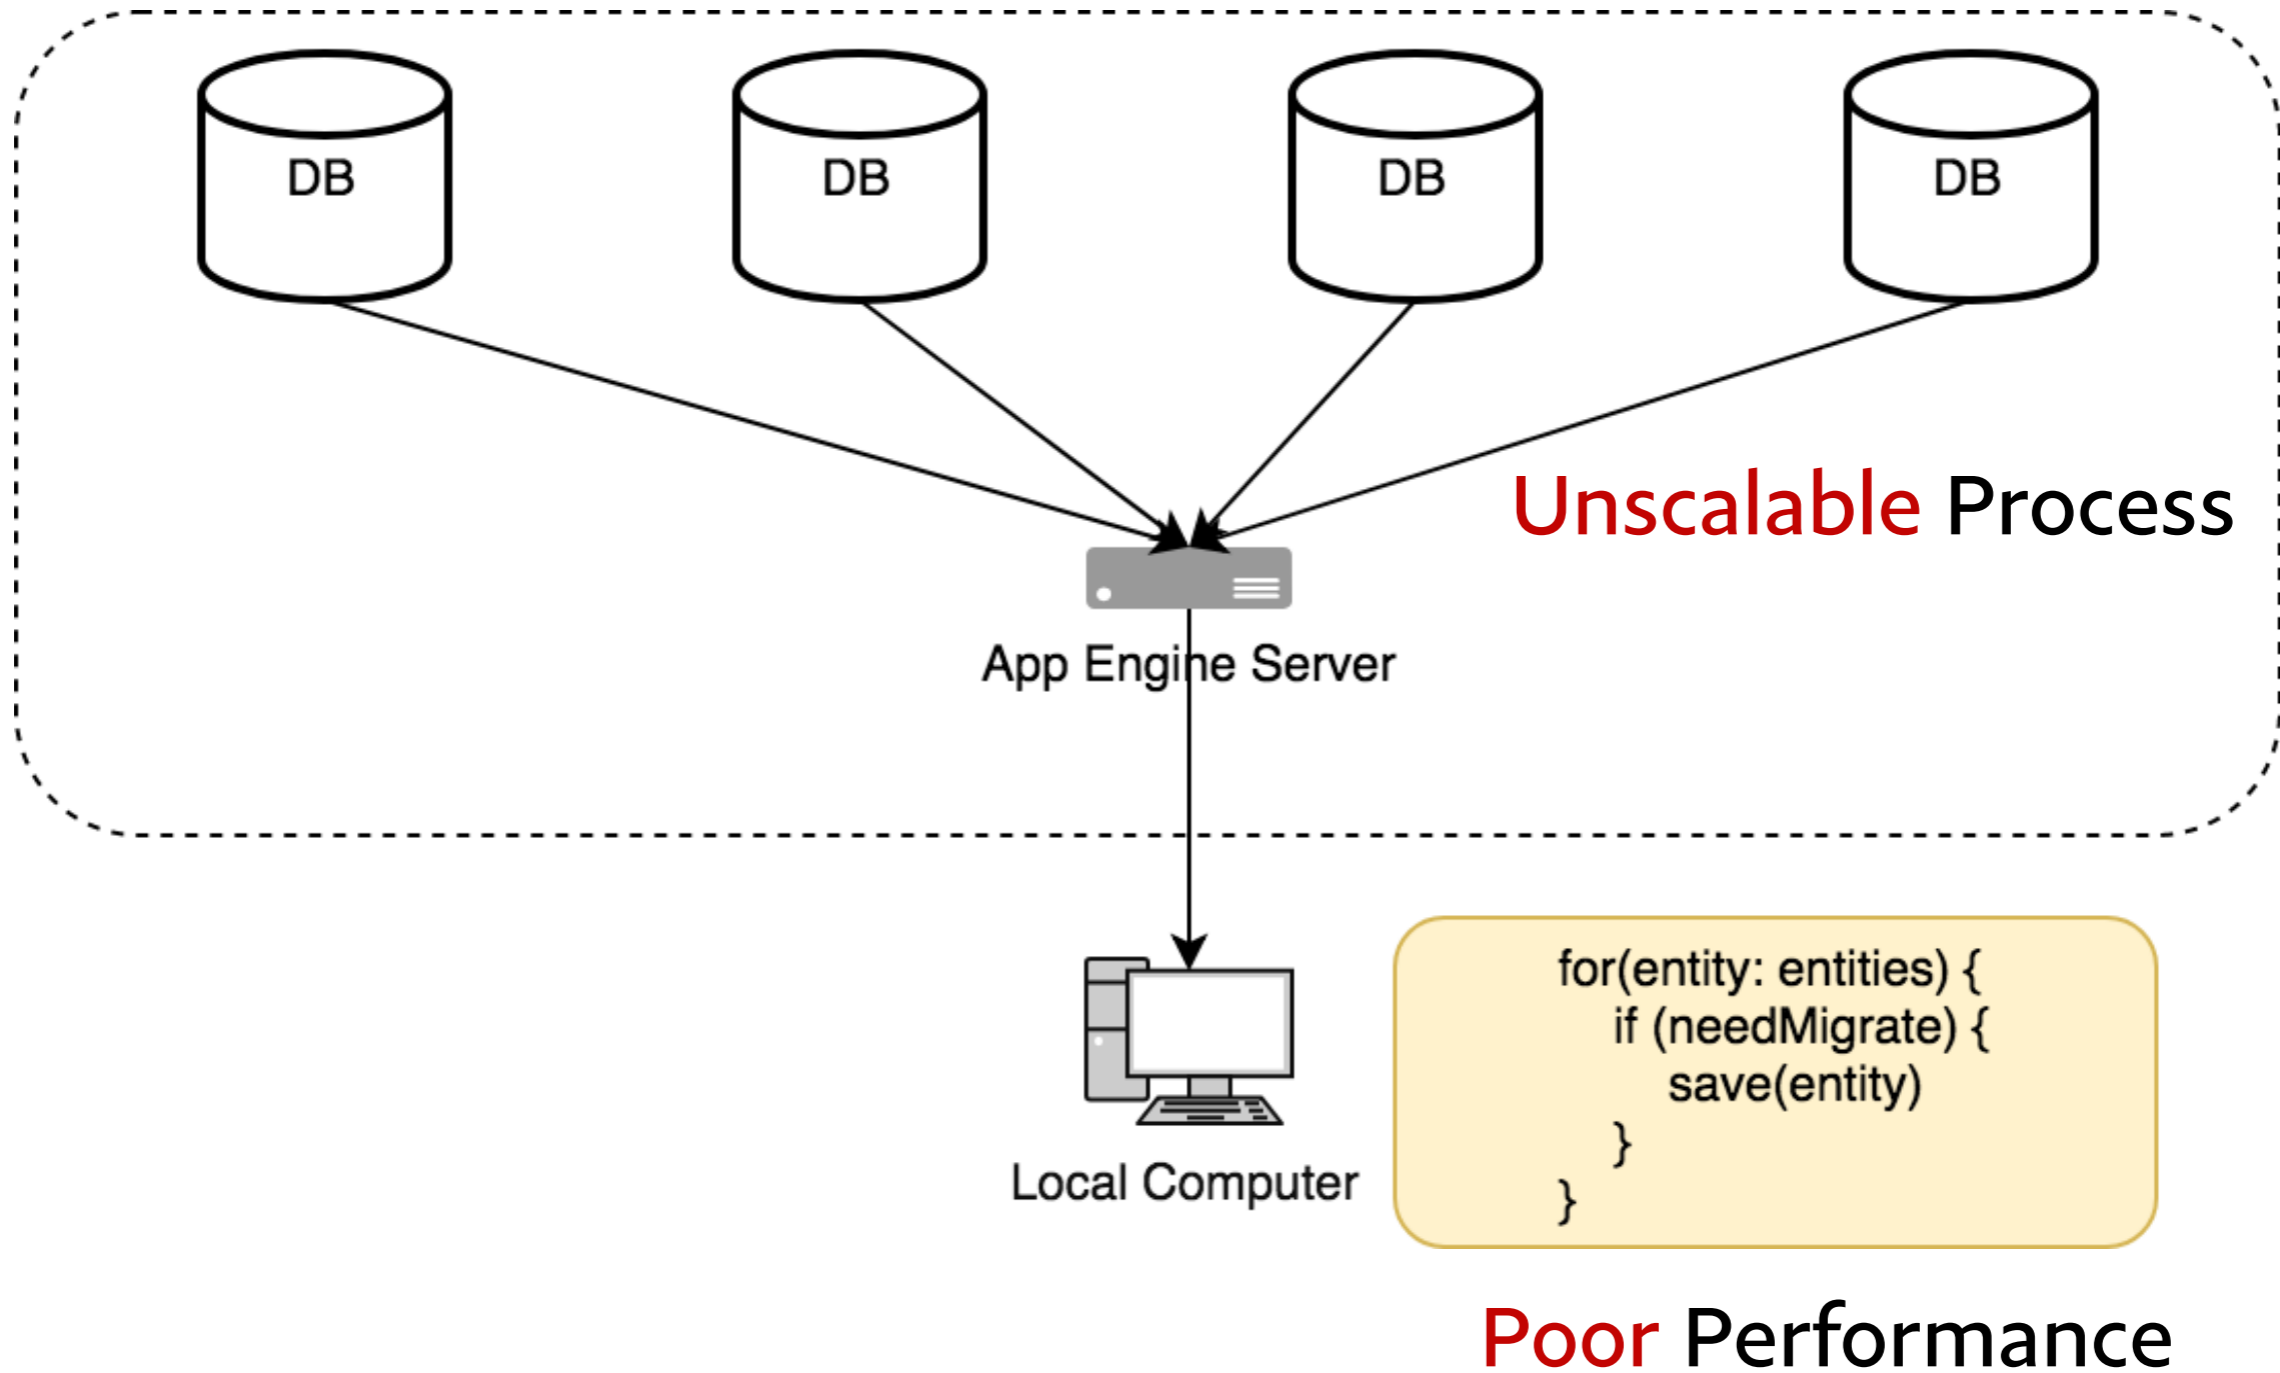 DB
DB
DB
DB
Unscalable Process
App Engine Server
for(entity: entities) {
if (needMigrate) {
save(entity)
}
}
Local Computer
Poor Performance